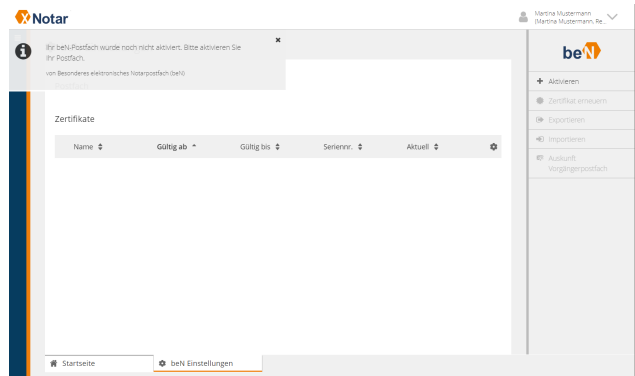 Notar
Martina Mustermann
(Martina Mustermann, Re...
Ihr beN-Postfach wurde noch nicht aktiviert. Bitte aktivieren Sie
Ihr Postfach.
von Besonderes elektronisches Notarpostfach (beN)
Zertifikate
Name Gültig ab Gültig bis Seriennr. Aktuell
beN
Aktivieren
Zertifikat erneuern
Exportieren
Importieren
Auskunft
Vorgängerpostfach
Startseite beN Einstellungen